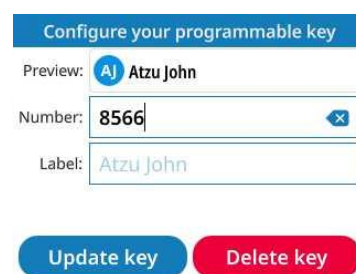 Configure your programmable key
Preview: AJ Atzu John
Number: 8566
Label: Atzu John
Update key Delete key